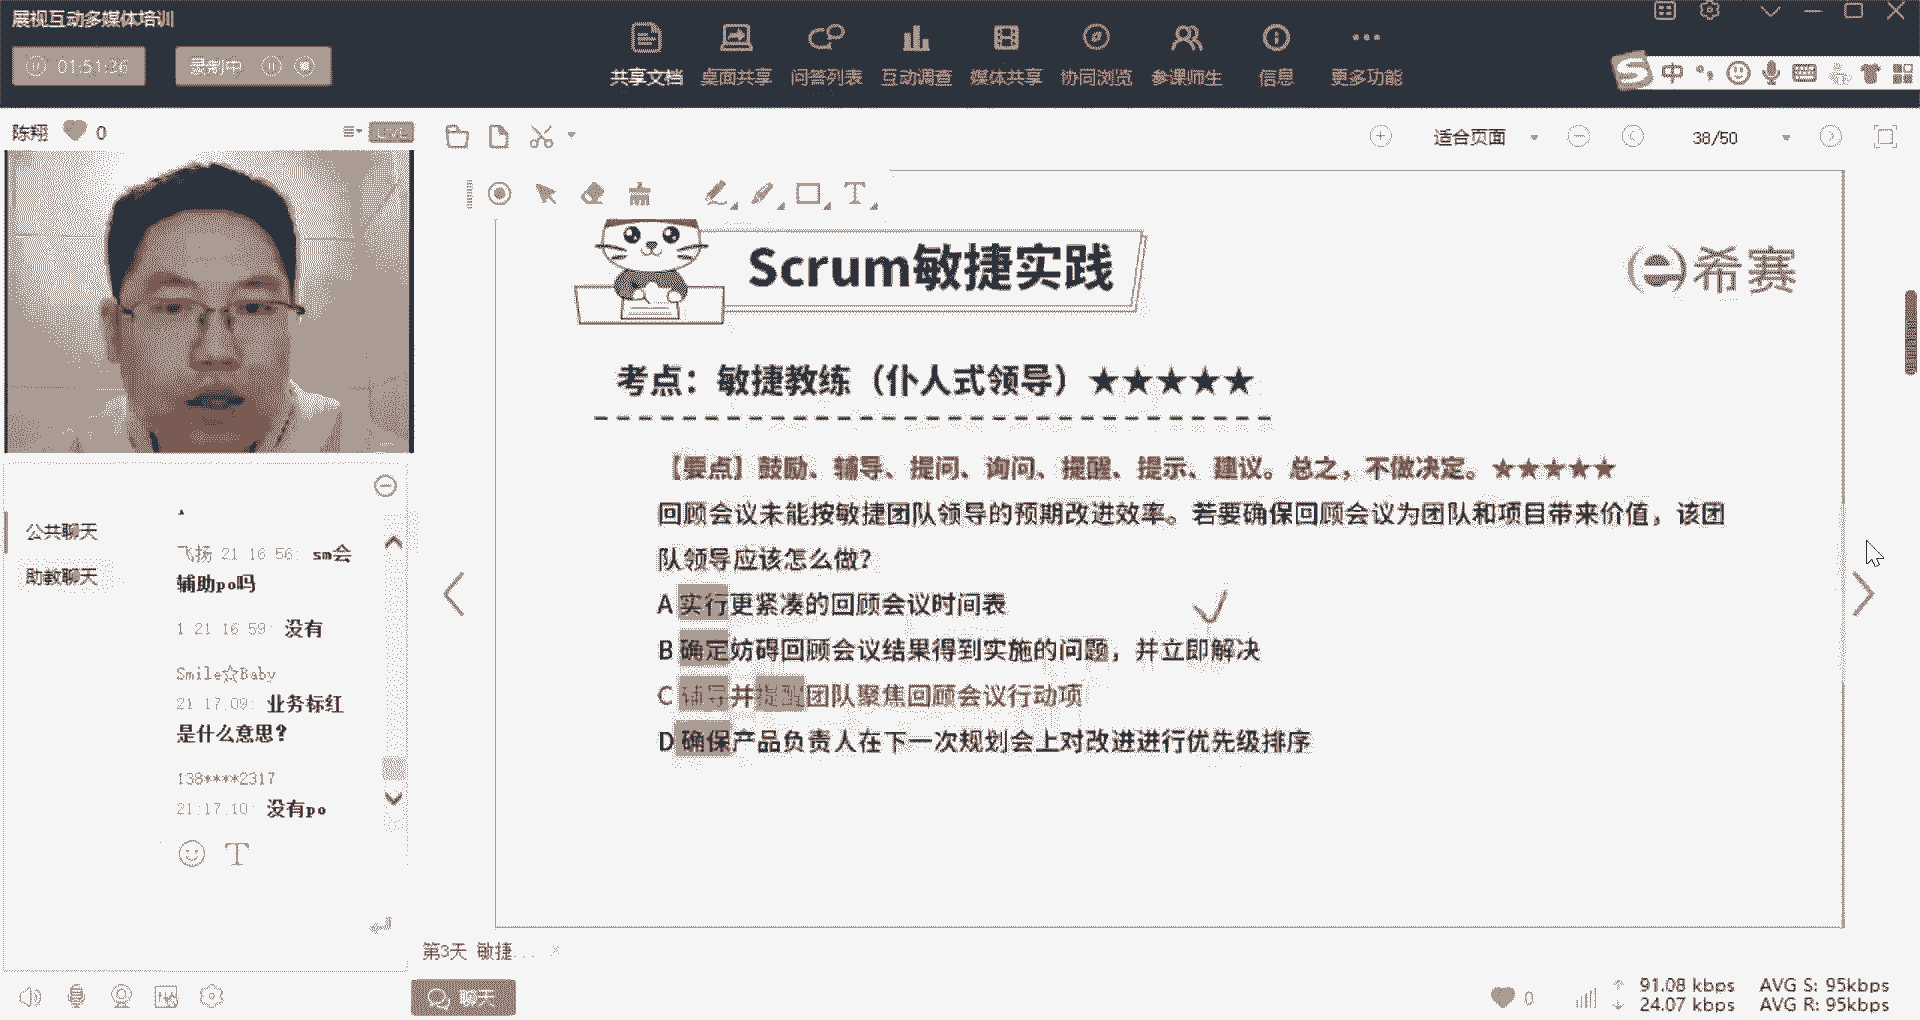 展视互动多媒体培训
01:51:26
录制中
共享文档 桌面共享 问答列表 互动调查 媒体共享 协同浏览 参课师生 信息 更多功能
中
陈翔 0
LIVE
适合页面
38/50
公共聊天
助教聊天
飞扬 21 16 56: sm会
辅助po吗
1 21 16 59: 没有
Smile☆Baby
21 17 09: 业务标红
是什么意思?
138****2317
21:17 10: 没有po
Scrum敏捷实践
希赛
考点：敏捷教练（仆人式领导）★★★★★
【要点】鼓励、辅导、提问、询问、提醒、提示、建议。总之，不做决定。★★★★★
回顾会议未能按敏捷团队领导的预期改进效率。若要确保回顾会议为团队和项目带来价值，该团
队领导应该怎么做？
A 实行更紧凑的回顾会议时间表
B 确定妨碍回顾会议结果得到实施的问题，并立即解决
C 辅导并提醒团队聚焦回顾会议行动项
D 确保产品负责人在下一次规划会上对改进进行优先级排序
第3天 敏捷...
聊天
0
91.08 kbps AVG S: 95kbps
24.07 kbps AVG R: 95kbps